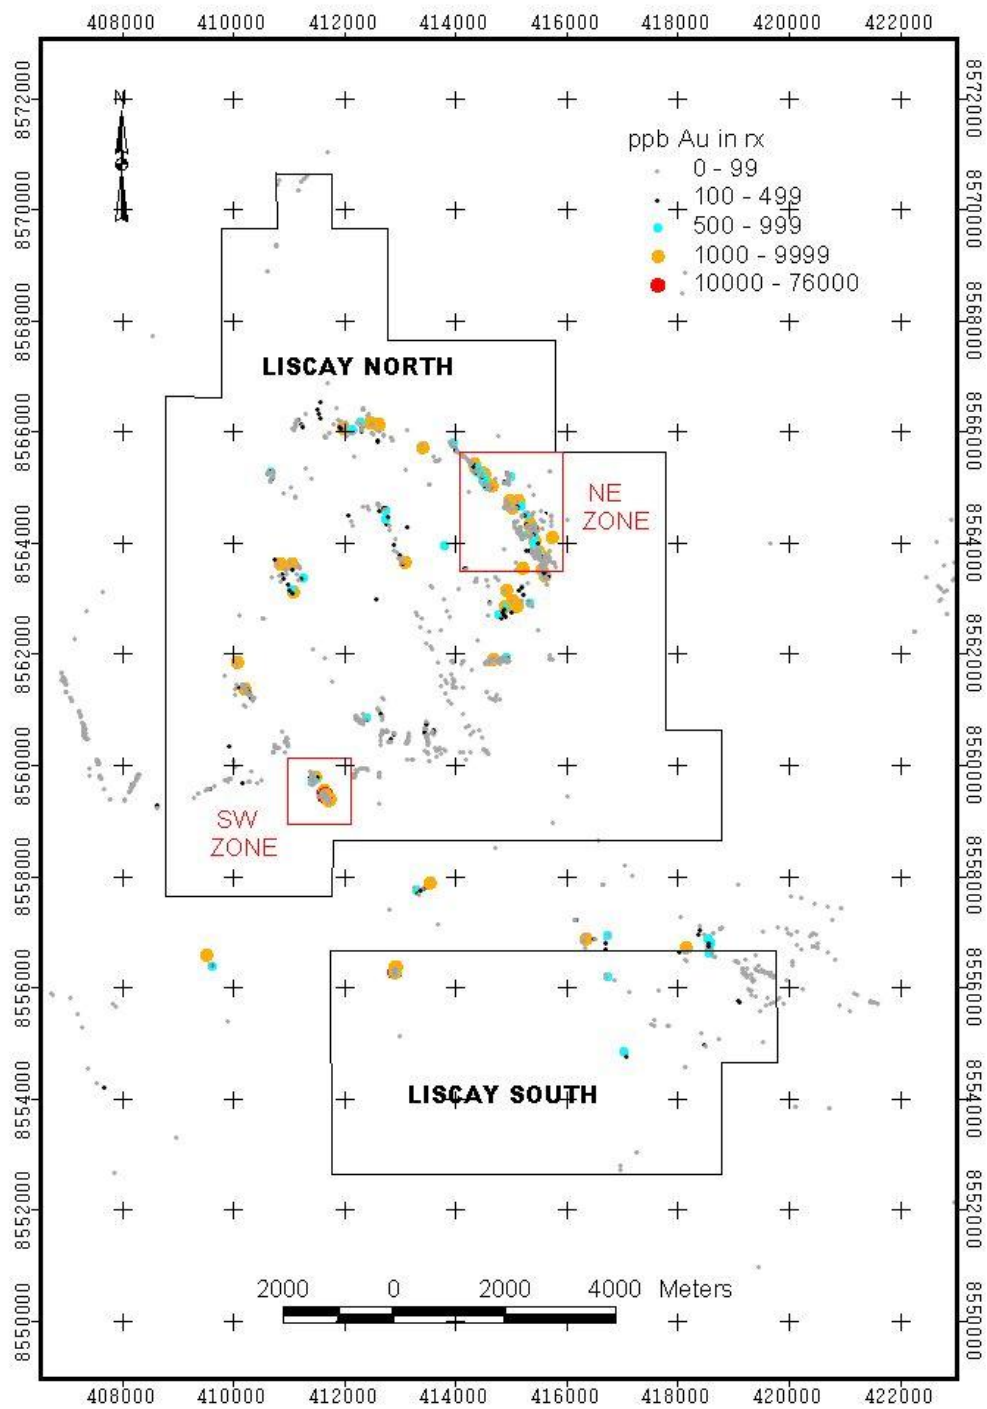 408000 410000 412000 414000 416000 418000 420000 422000
N
ppb Au in rx
0 - 99
100 - 499
500 - 999
1000 - 9999
10000 - 76000
8572000 8572000
8570000 8570000
8568000 8568000
LISCAY NORTH
8566000 8566000
NE
ZONE
8564000 8564000
8562000 8562000
8560000 8560000
SW
ZONE
8558000 8558000
8556000 8556000
LISCAY SOUTH
8554000 8554000
8552000 8552000
2000 0 2000 4000 Meters
8550000 8550000
408000 410000 412000 414000 416000 418000 420000 422000